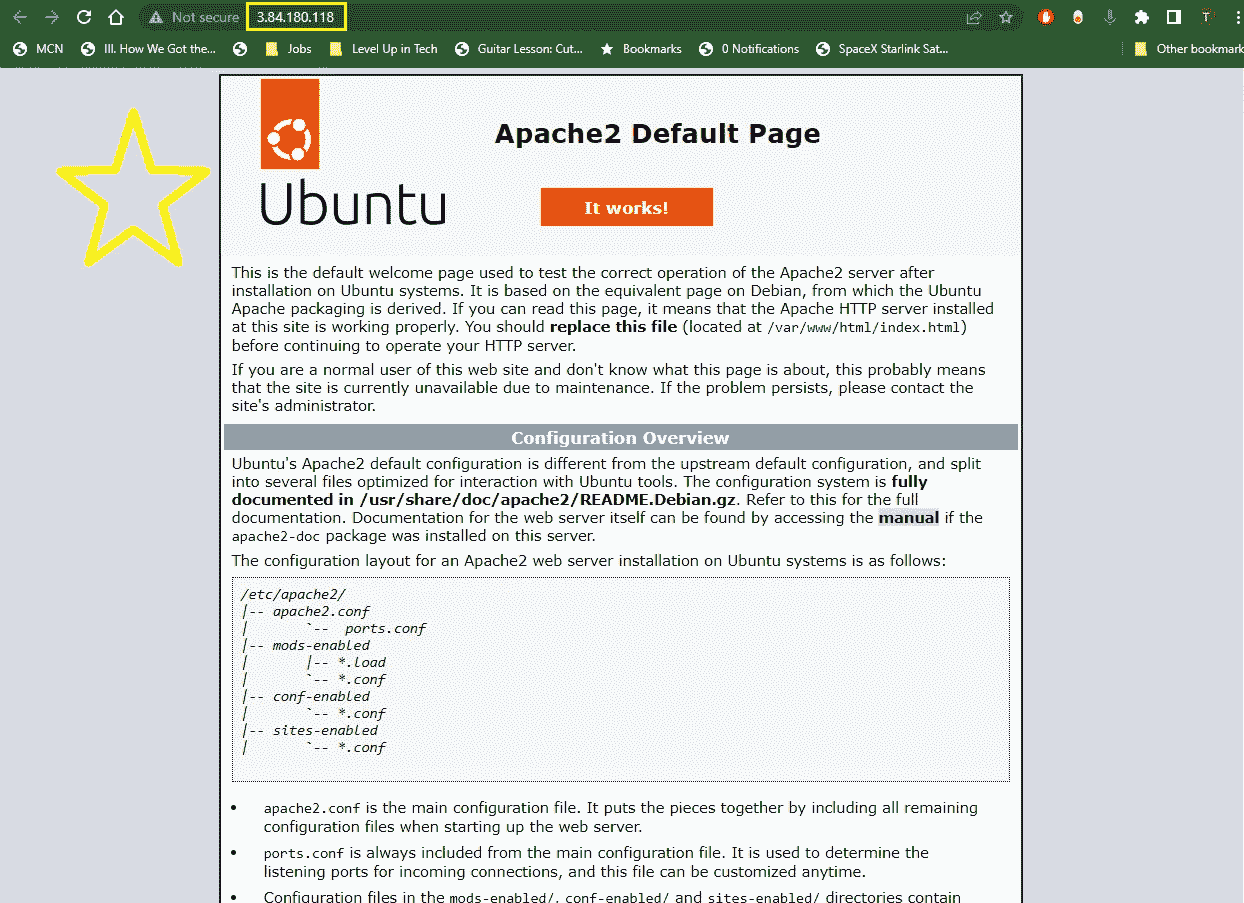 Not secure 3.84.180.118
MCN III. How We Got the... Jobs Level Up in Tech Guitar Lesson: Cut... Bookmarks 0 Notifications SpaceX Starlink Sat... Other bookmark
Apache2 Default Page
Ubuntu
It works!
This is the default welcome page used to test the correct operation of the Apache2 server after
installation on Ubuntu systems. It is based on the equivalent page on Debian, from which the Ubuntu
Apache packaging is derived. If you can read this page, it means that the Apache HTTP server installed
at this site is working properly. You should replace this file (located at /var/www/html/index.html)
before continuing to operate your HTTP server.
If you are a normal user of this web site and don't know what this page is about, this probably means
that the site is currently unavailable due to maintenance. If the problem persists, please contact the
site's administrator.
Configuration Overview
Ubuntu's Apache2 default configuration is different from the upstream default configuration, and split
into several files optimized for interaction with Ubuntu tools. The configuration system is fully
documented in /usr/share/doc/apache2/README.Debian.gz. Refer to this for the full
documentation. Documentation for the web server itself can be found by accessing the manual if the
apache2-doc package was installed on this server.
The configuration layout for an Apache2 web server installation on Ubuntu systems is as follows:
/etc/apache2/
|-- apache2.conf
|       `--  ports.conf
|-- mods-enabled
|       |-- *.load
|       `-- *.conf
|-- conf-enabled
|       `-- *.conf
|-- sites-enabled
|       `-- *.conf
• apache2.conf is the main configuration file. It puts the pieces together by including all remaining
configuration files when starting up the web server.
• ports.conf is always included from the main configuration file. It is used to determine the
listening ports for incoming connections, and this file can be customized anytime.
• Configuration files in the mods-enabled/, conf-enabled/ and sites-enabled/ directories contain